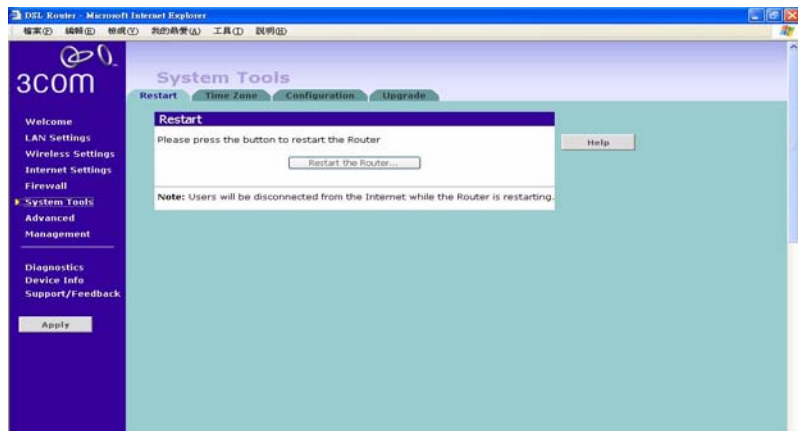 DSL Router - Microsoft Internet Explorer
檔案(F) 編輯(E) 檢視(V) 我的最愛(A) 工具(T) 說明(H)
3COM
System Tools
Restart Time Zone Configuration Upgrade
Welcome
LAN Settings
Wireless Settings
Internet Settings
Firewall
System Tools
Advanced
Management
Diagnostics
Device Info
Support/Feedback
Apply
Restart
Please press the button to restart the Router
Restart the Router...
Note: Users will be disconnected from the Internet while the Router is restarting.
Help